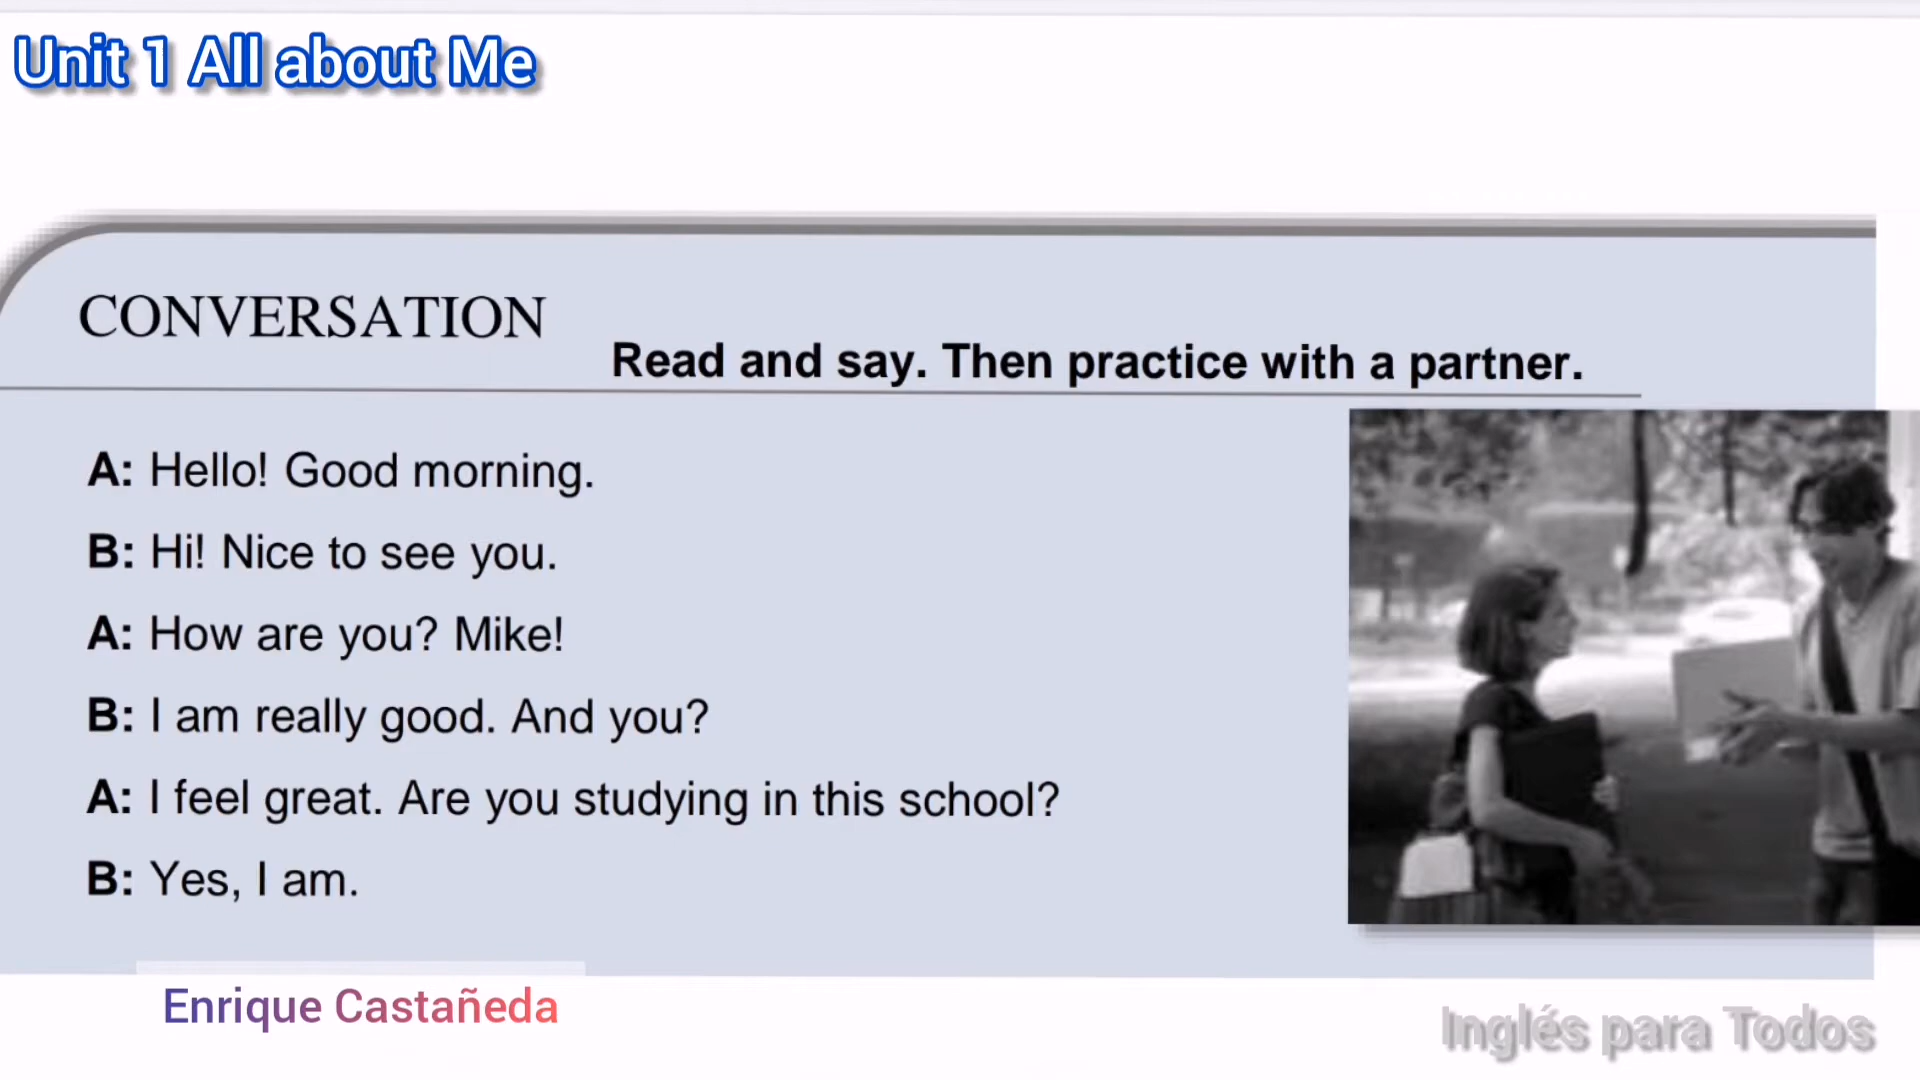 Unit 1 All about Me
CONVERSATION
Read and say. Then practice with a partner.
A: Hello! Good morning.
B: Hi! Nice to see you.
A: How are you? Mike!
B: I am really good. And you?
A: I feel great. Are you studying in this school?
B: Yes, I am.
Enrique Castañeda
Inglés para Todos